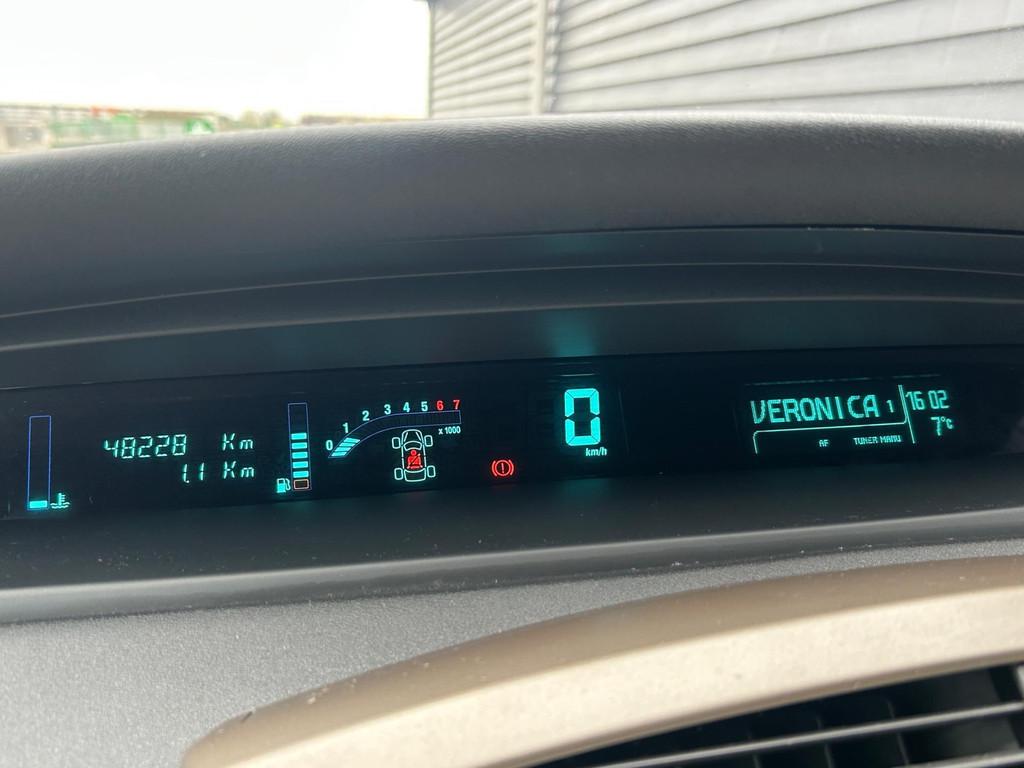 48228 Km
1.1 Km
0 1 2 3 4 5 6 7
x 1000
0
km/h
VERONICA 1
AF TUNER MANU
16 02
7°C